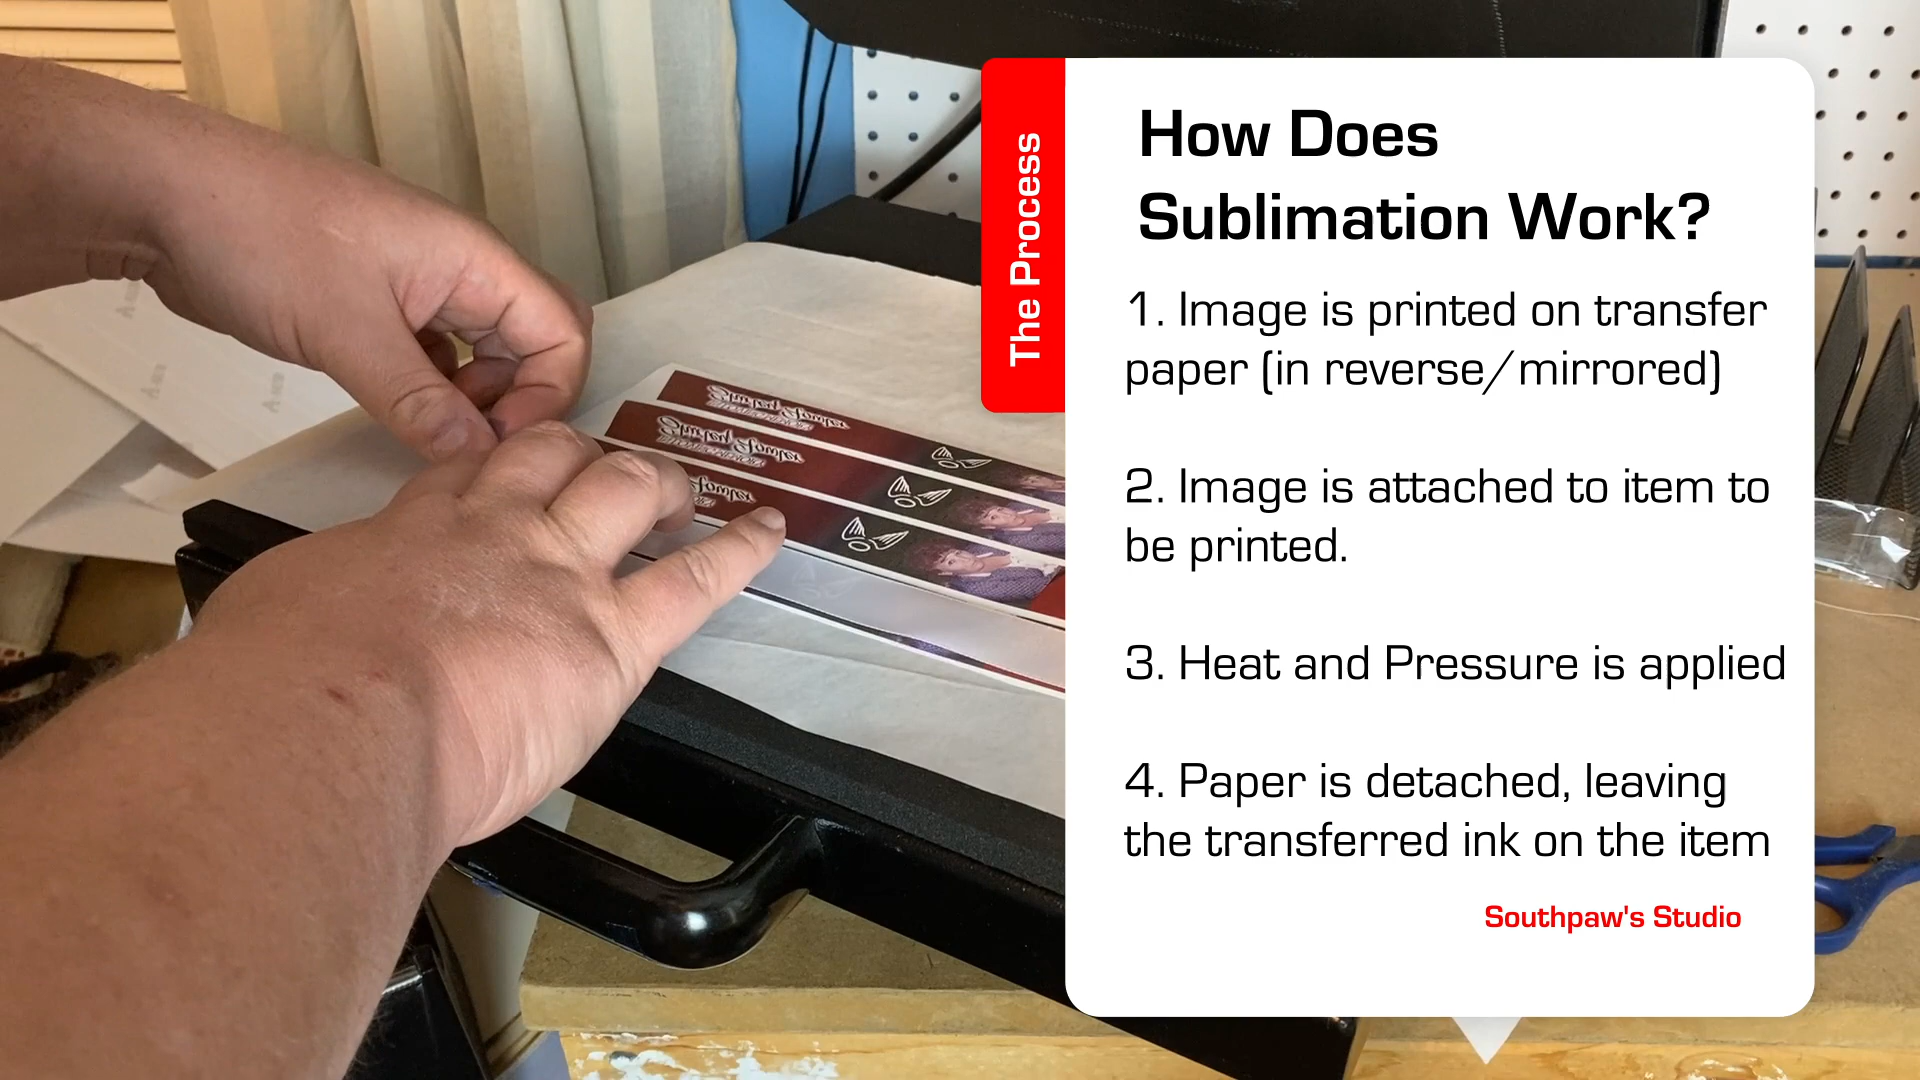 The Process
How Does
Sublimation Work?
1. Image is printed on transfer
paper (in reverse/mirrored)
2. Image is attached to item to
be printed.
3. Heat and Pressure is applied
4. Paper is detached, leaving
the transferred ink on the item
Southpaw's Studio